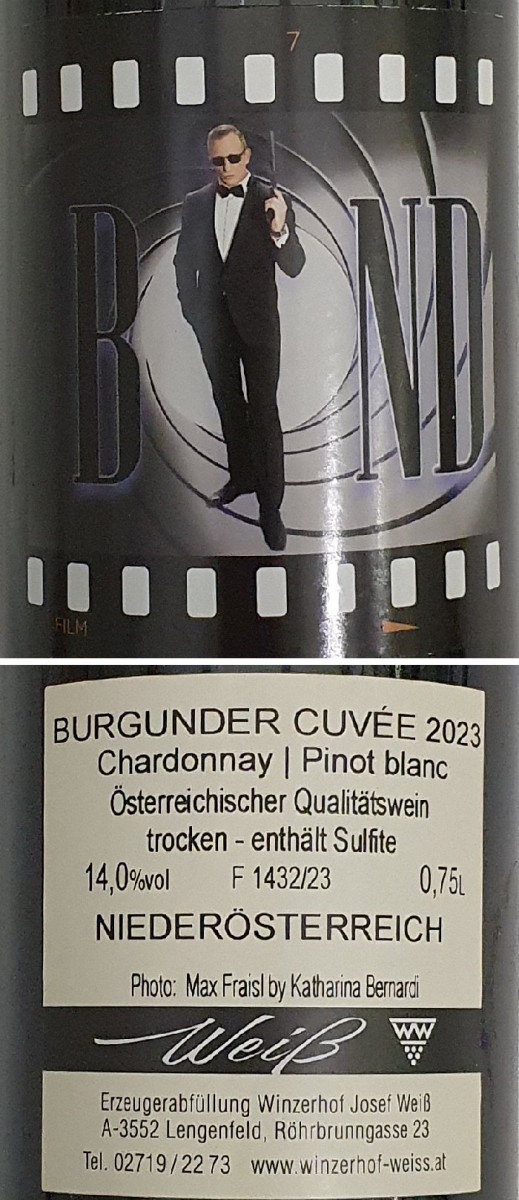 7
BOND
FILM
BURGUNDER CUVÉE 2023
Chardonnay | Pinot blanc
Österreichischer Qualitätswein
trocken - enthält Sulfite
14,0%vol F 1432/23 0,75L
NIEDERÖSTERREICH
Photo: Max Fraisl by Katharina Bernardi
Weiß WW
Erzeugerabfüllung Winzerhof Josef Weiß
A-3552 Lengenfeld, Röhrbrunngasse 23
Tel. 02719/22 73 www.winzerhof-weiss.at